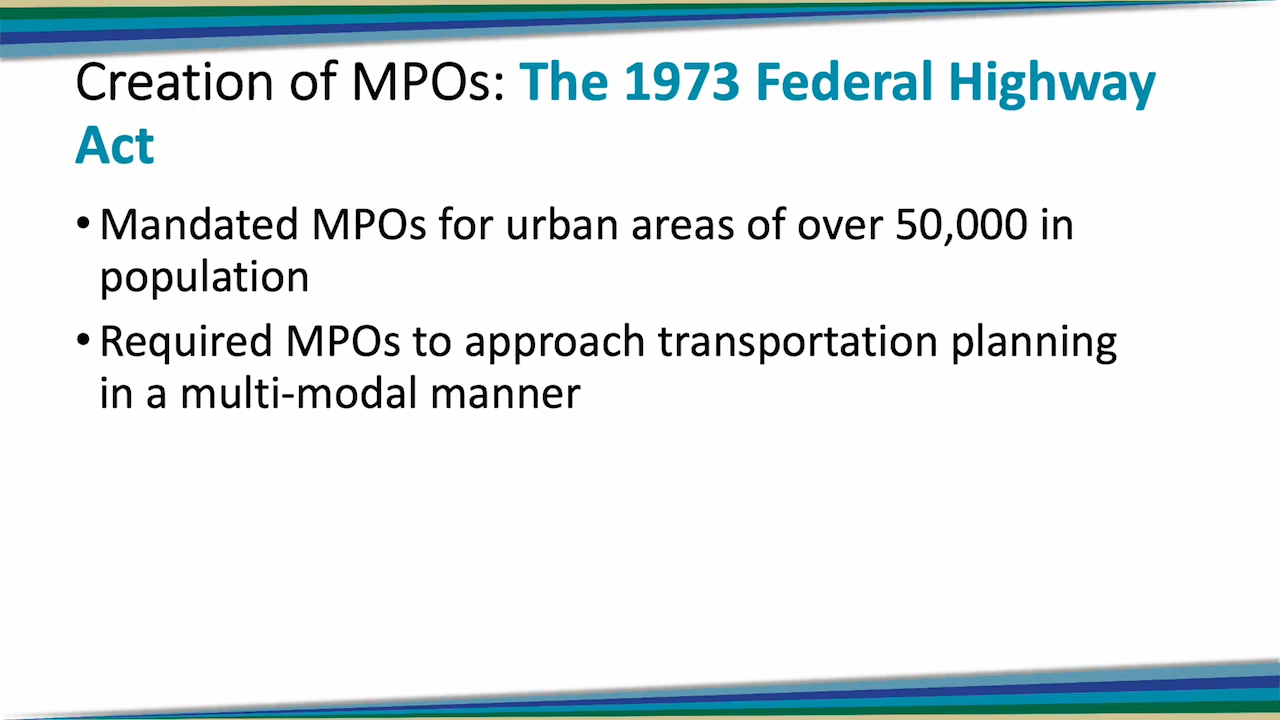 Creation of MPOs: The 1973 Federal Highway
Act
• Mandated MPOs for urban areas of over 50,000 in
population
• Required MPOs to approach transportation planning
in a multi-modal manner